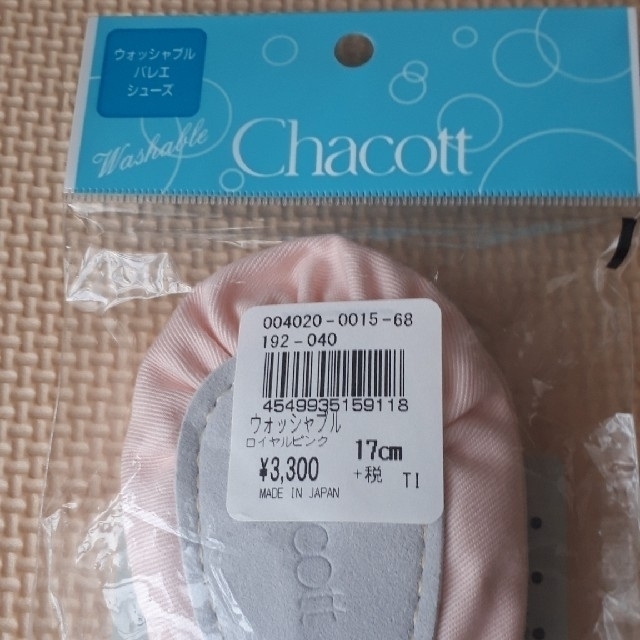 ウォッシャブル
バレエ
シューズ
Washable
Chacott
004020-0015-68
192-040
4549935159118
ウォッシャブル
ロイヤルピンク
17cm
¥3,300
+税
TI
MADE IN JAPAN
cott